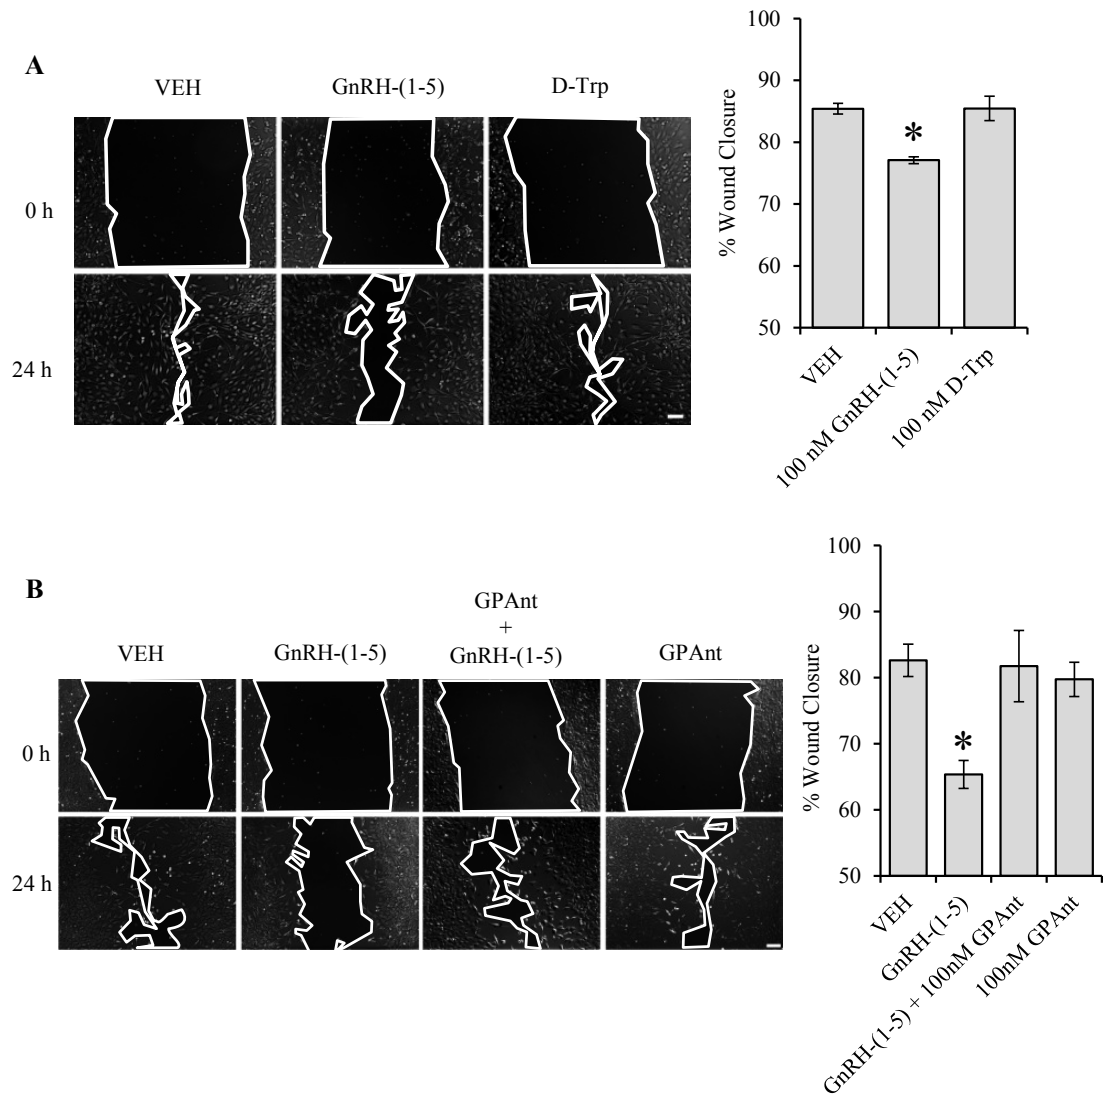 A
VEH
GnRH-(1-5)
D-Trp
0 h
24 h
100
90
80
70
60
50
% Wound Closure
*
VEH
100 nM GnRH-(1-5)
100 nM D-Trp
B
VEH
GnRH-(1-5)
GPAnt
+
GnRH-(1-5)
GPAnt
0 h
24 h
100
90
80
70
60
50
% Wound Closure
*
VEH
GnRH-(1-5)
GnRH-(1-5) + 100nM GPAnt
100nM GPAnt